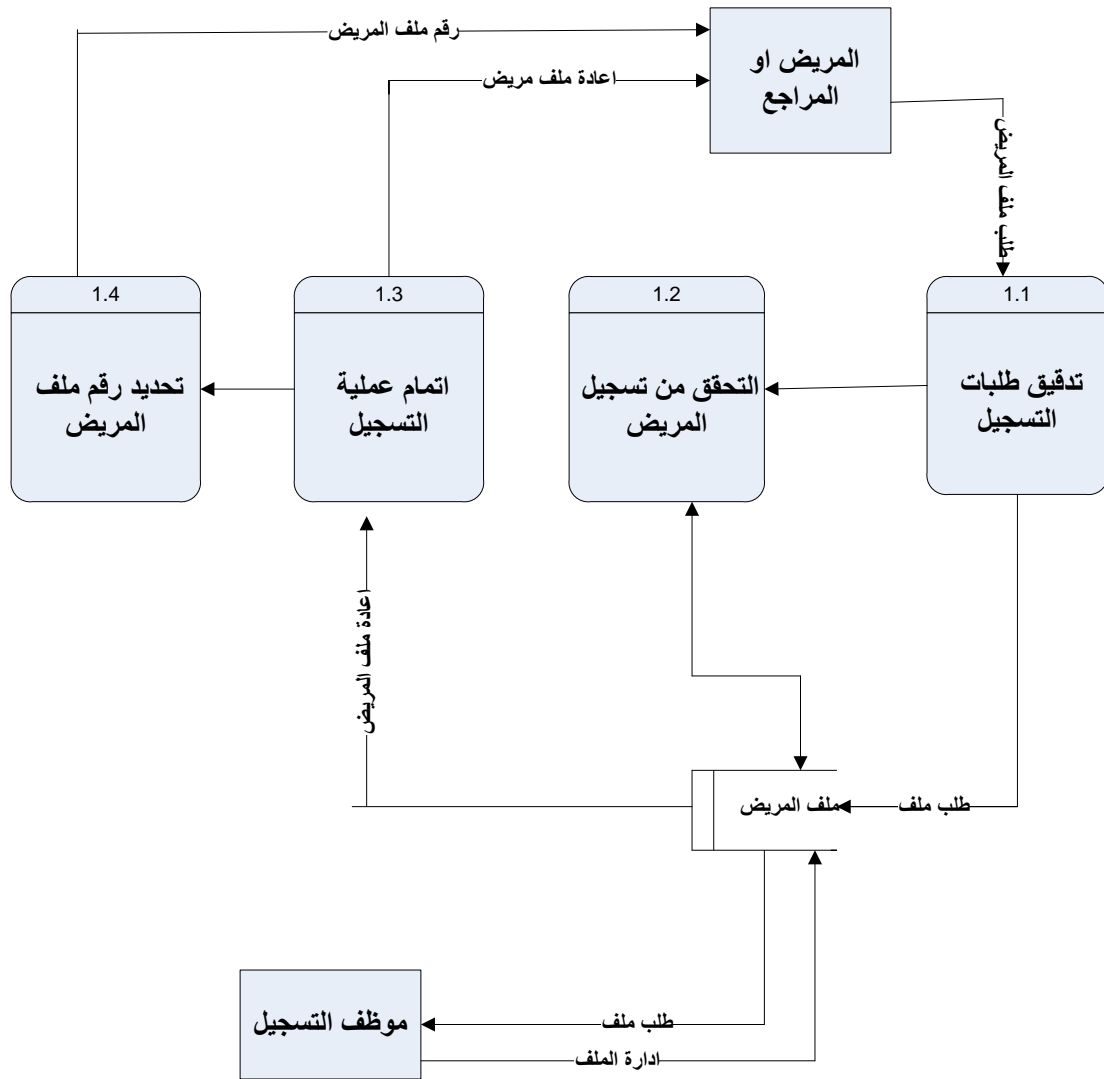 رقم ملف المريض
اعادة ملف مريض
المريض او
المراجع
طلب ملف المريض
1.1
تدقيق طلبات
التسجيل
1.2
التحقق من تسجيل
المريض
1.3
اتمام عملية
التسجيل
1.4
تحديد رقم ملف
المريض
اعادة ملف المريض
ملف المريض
طلب ملف
موظف التسجيل
طلب ملف
ادارة الملف